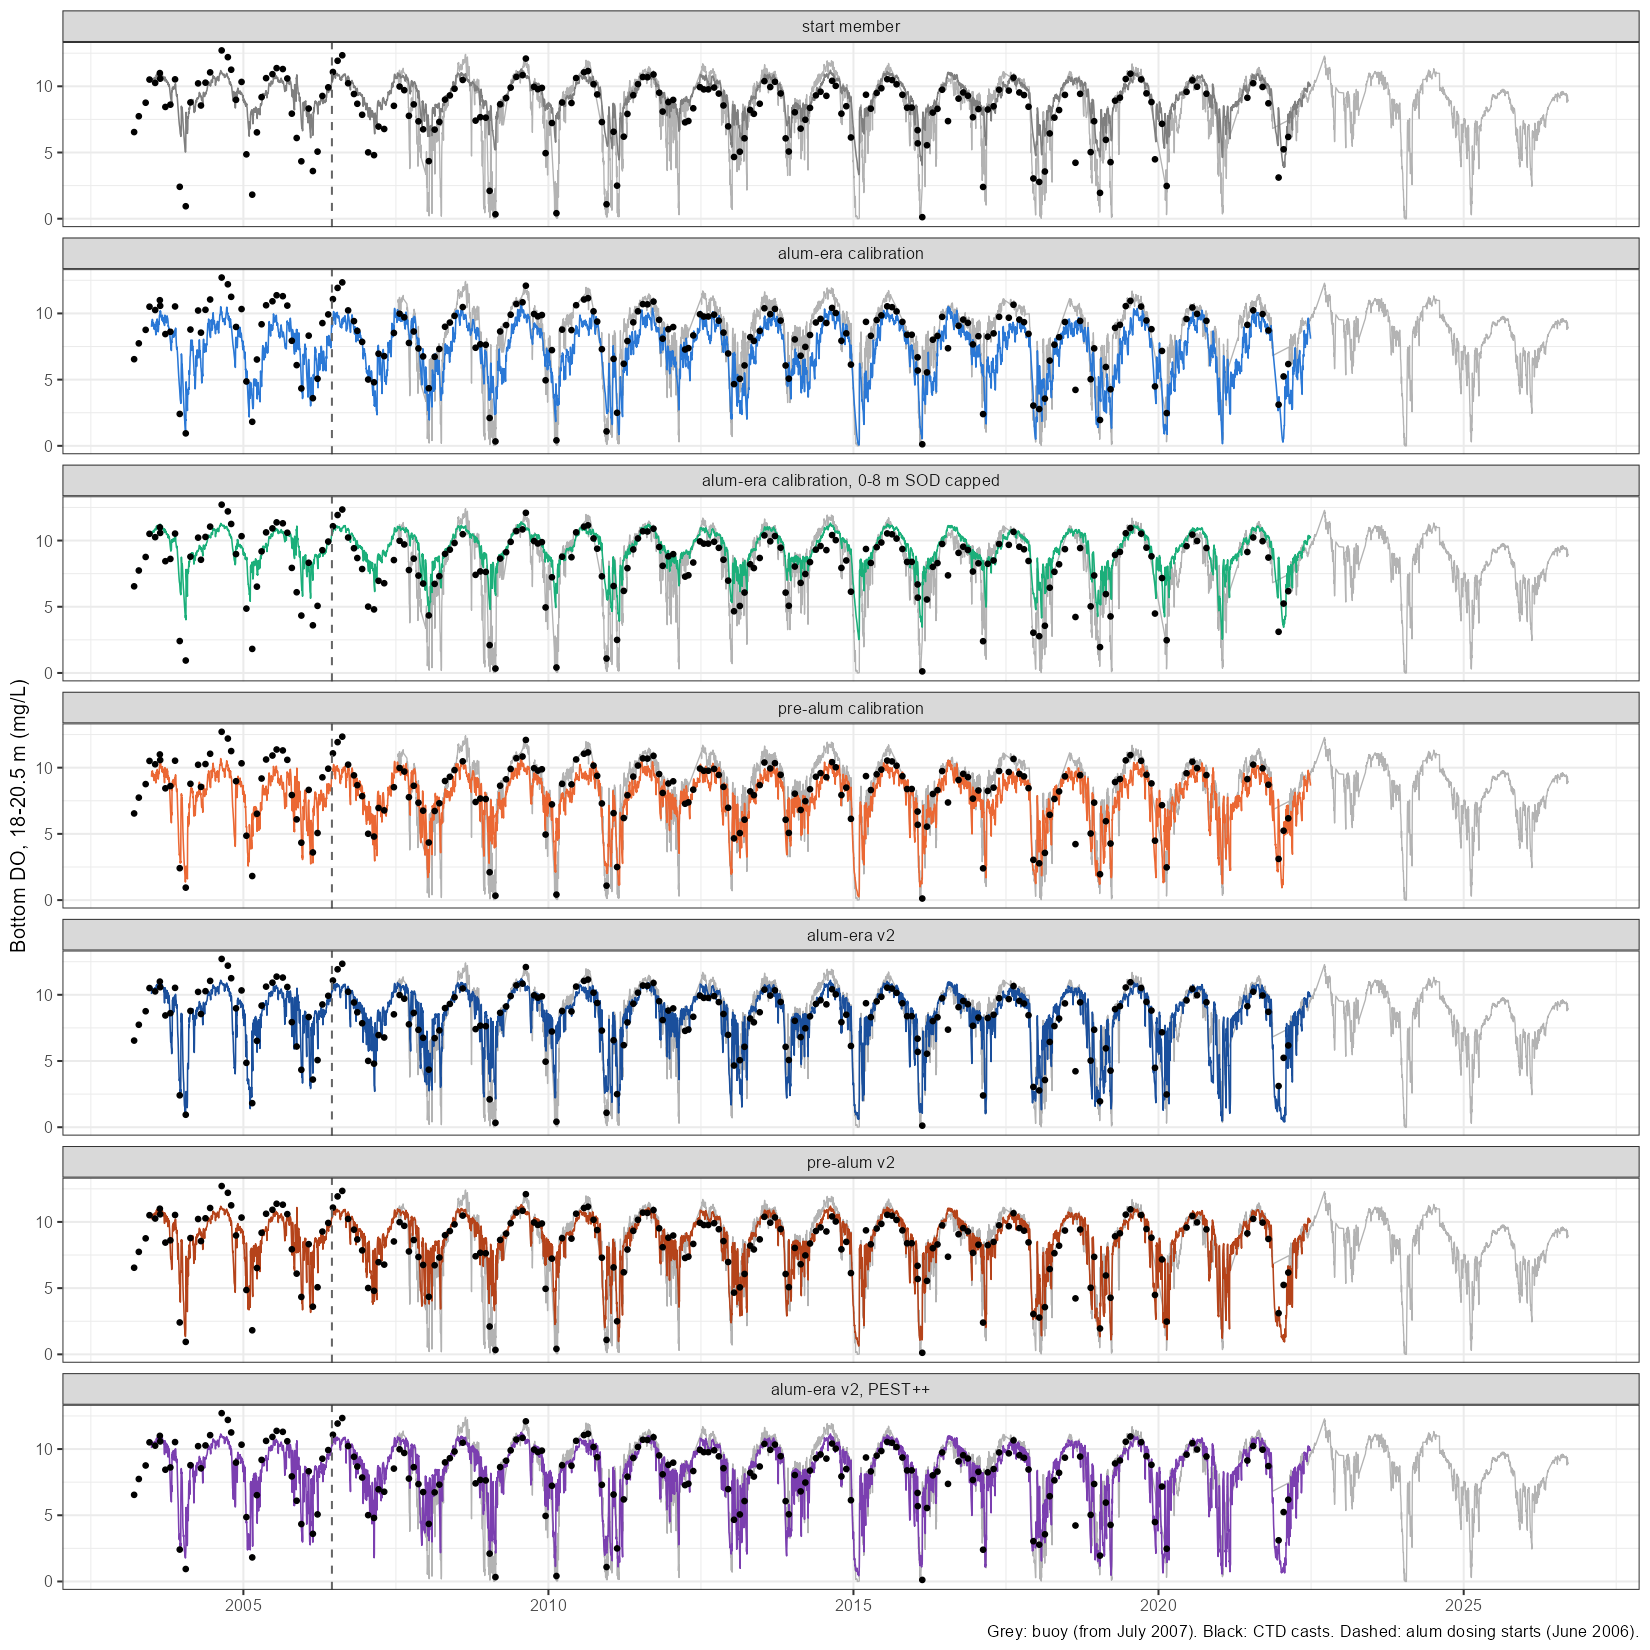 start member
10
5
0
alum-era calibration
10
5
0
alum-era calibration, 0-8 m SOD capped
10
5
0
Bottom DO, 18-20.5 m (mg/L)
pre-alum calibration
10
5
0
alum-era v2
10
5
0
pre-alum v2
10
5
0
alum-era v2, PEST++
10
5
0
2005 2010 2015 2020 2025
Grey: buoy (from July 2007). Black: CTD casts. Dashed: alum dosing starts (June 2006).